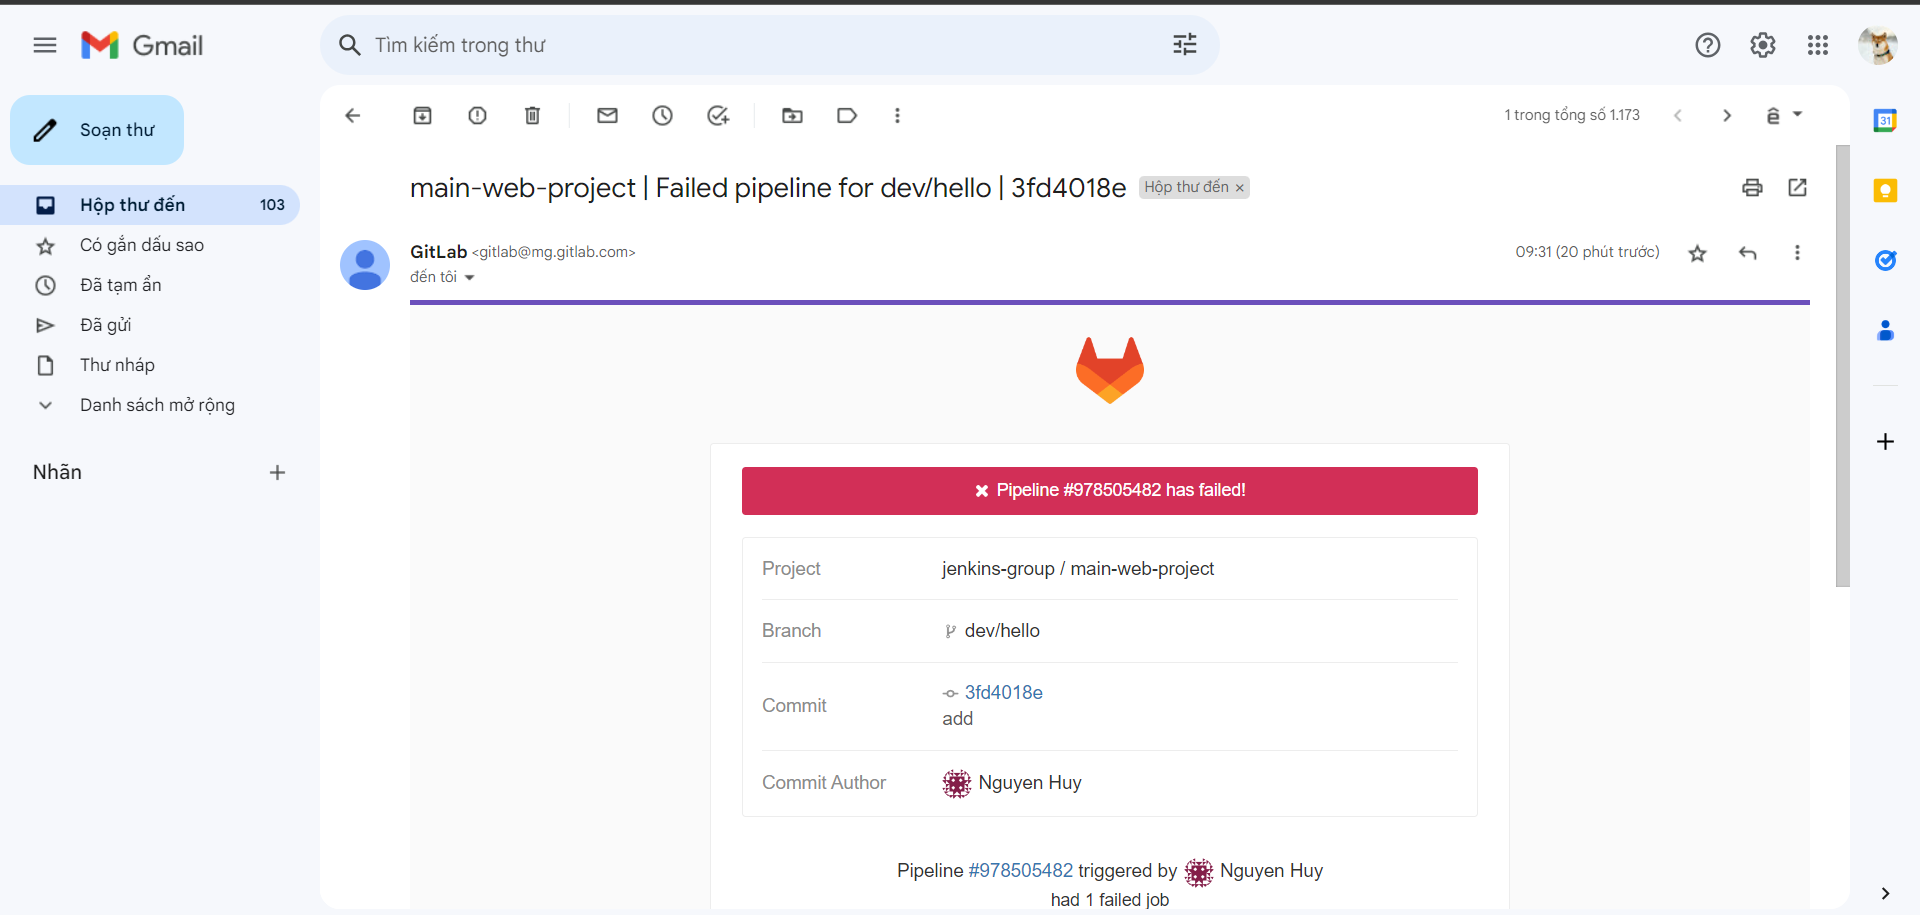 Gmail
Tìm kiếm trong thư
Soạn thư
Hộp thư đến 103
Có gắn dấu sao
Đã tạm ẩn
Đã gửi
Thư nháp
Danh sách mở rộng
Nhãn
1 trong tổng số 1.173
ê
main-web-project | Failed pipeline for dev/hello | 3fd4018e Hộp thư đến ×
GitLab <gitlab@mg.gitlab.com> 09:31 (20 phút trước)
đến tôi
Pipeline #978505482 has failed!
Project jenkins-group / main-web-project
Branch dev/hello
Commit 3fd4018e
add
Commit Author Nguyen Huy
Pipeline #978505482 triggered by Nguyen Huy
had 1 failed job
31